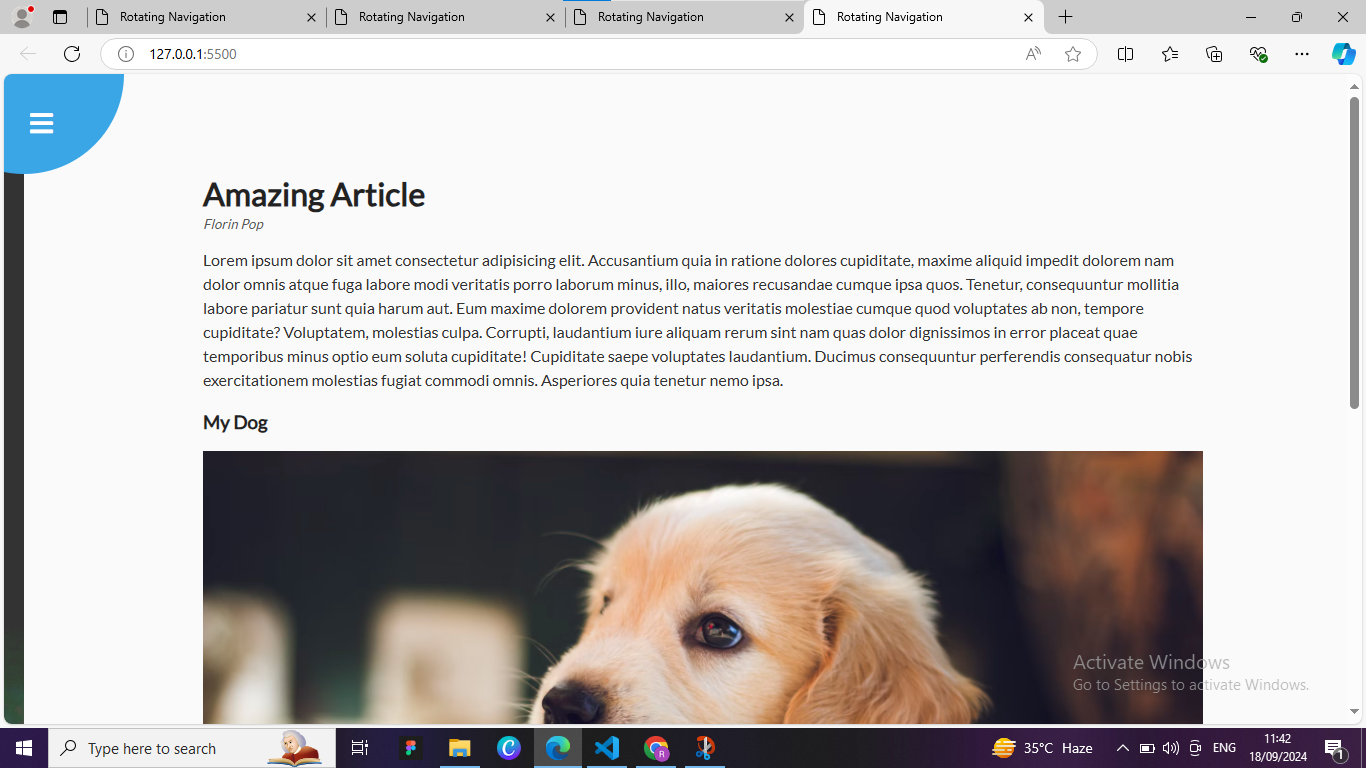 Rotating Navigation
Rotating Navigation
Rotating Navigation
Rotating Navigation
127.0.0.1:5500
Amazing Article
Florin Pop
Lorem ipsum dolor sit amet consectetur adipisicing elit. Accusantium quia in ratione dolores cupiditate, maxime aliquid impedit dolorem nam
dolor omnis atque fuga labore modi veritatis porro laborum minus, illo, maiores recusandae cumque ipsa quos. Tenetur, consequuntur mollitia
labore pariatur sunt quia harum aut. Eum maxime dolorem provident natus veritatis molestiae cumque quod voluptates ab non, tempore
cupiditate? Voluptatem, molestias culpa. Corrupti, laudantium iure aliquam rerum sint nam quas dolor dignissimos in error placeat quae
temporibus minus optio eum soluta cupiditate! Cupiditate saepe voluptates laudantium. Ducimus consequuntur perferendis consequatur nobis
exercitationem molestias fugiat commodi omnis. Asperiores quia tenetur nemo ipsa.
My Dog
Activate Windows
Go to Settings to activate Windows.
Type here to search
35°C Haze
ENG
11:42
18/09/2024
1